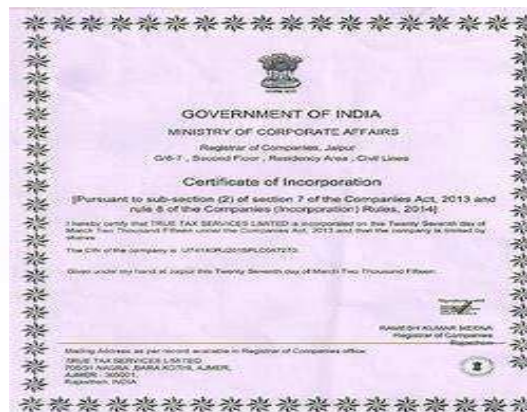 GOVERNMENT OF INDIA
MINISTRY OF CORPORATE AFFAIRS
Registrar of Companies, Jaipur
G/6-7 , Second Floor , Residency Area , Civil Lines
Certificate of Incorporation
[Pursuant to sub-section (2) of section 7 of the Companies Act, 2013 and
rule 8 of the Companies (Incorporation) Rules, 2014]
I hereby certify that TRUE TAX SERVICES LIMITED is incorporated on this Twenty Seventh day of
March Two Thousand Fifteen under the Companies Act, 2013 and that the company is limited by
shares.
The CIN of the company is
Given under my hand at Jaipur this Twenty Seventh day of March Two Thousand Fifteen.
RAMESH KUMAR MEENA
Registrar of Companies
Mailing Address as per record available in Registrar of Companies office:
TRUE TAX SERVICES LIMITED
NAGRA, BARA KOTHI, AJMER,
AJMER - 305001,
Rajasthan, INDIA